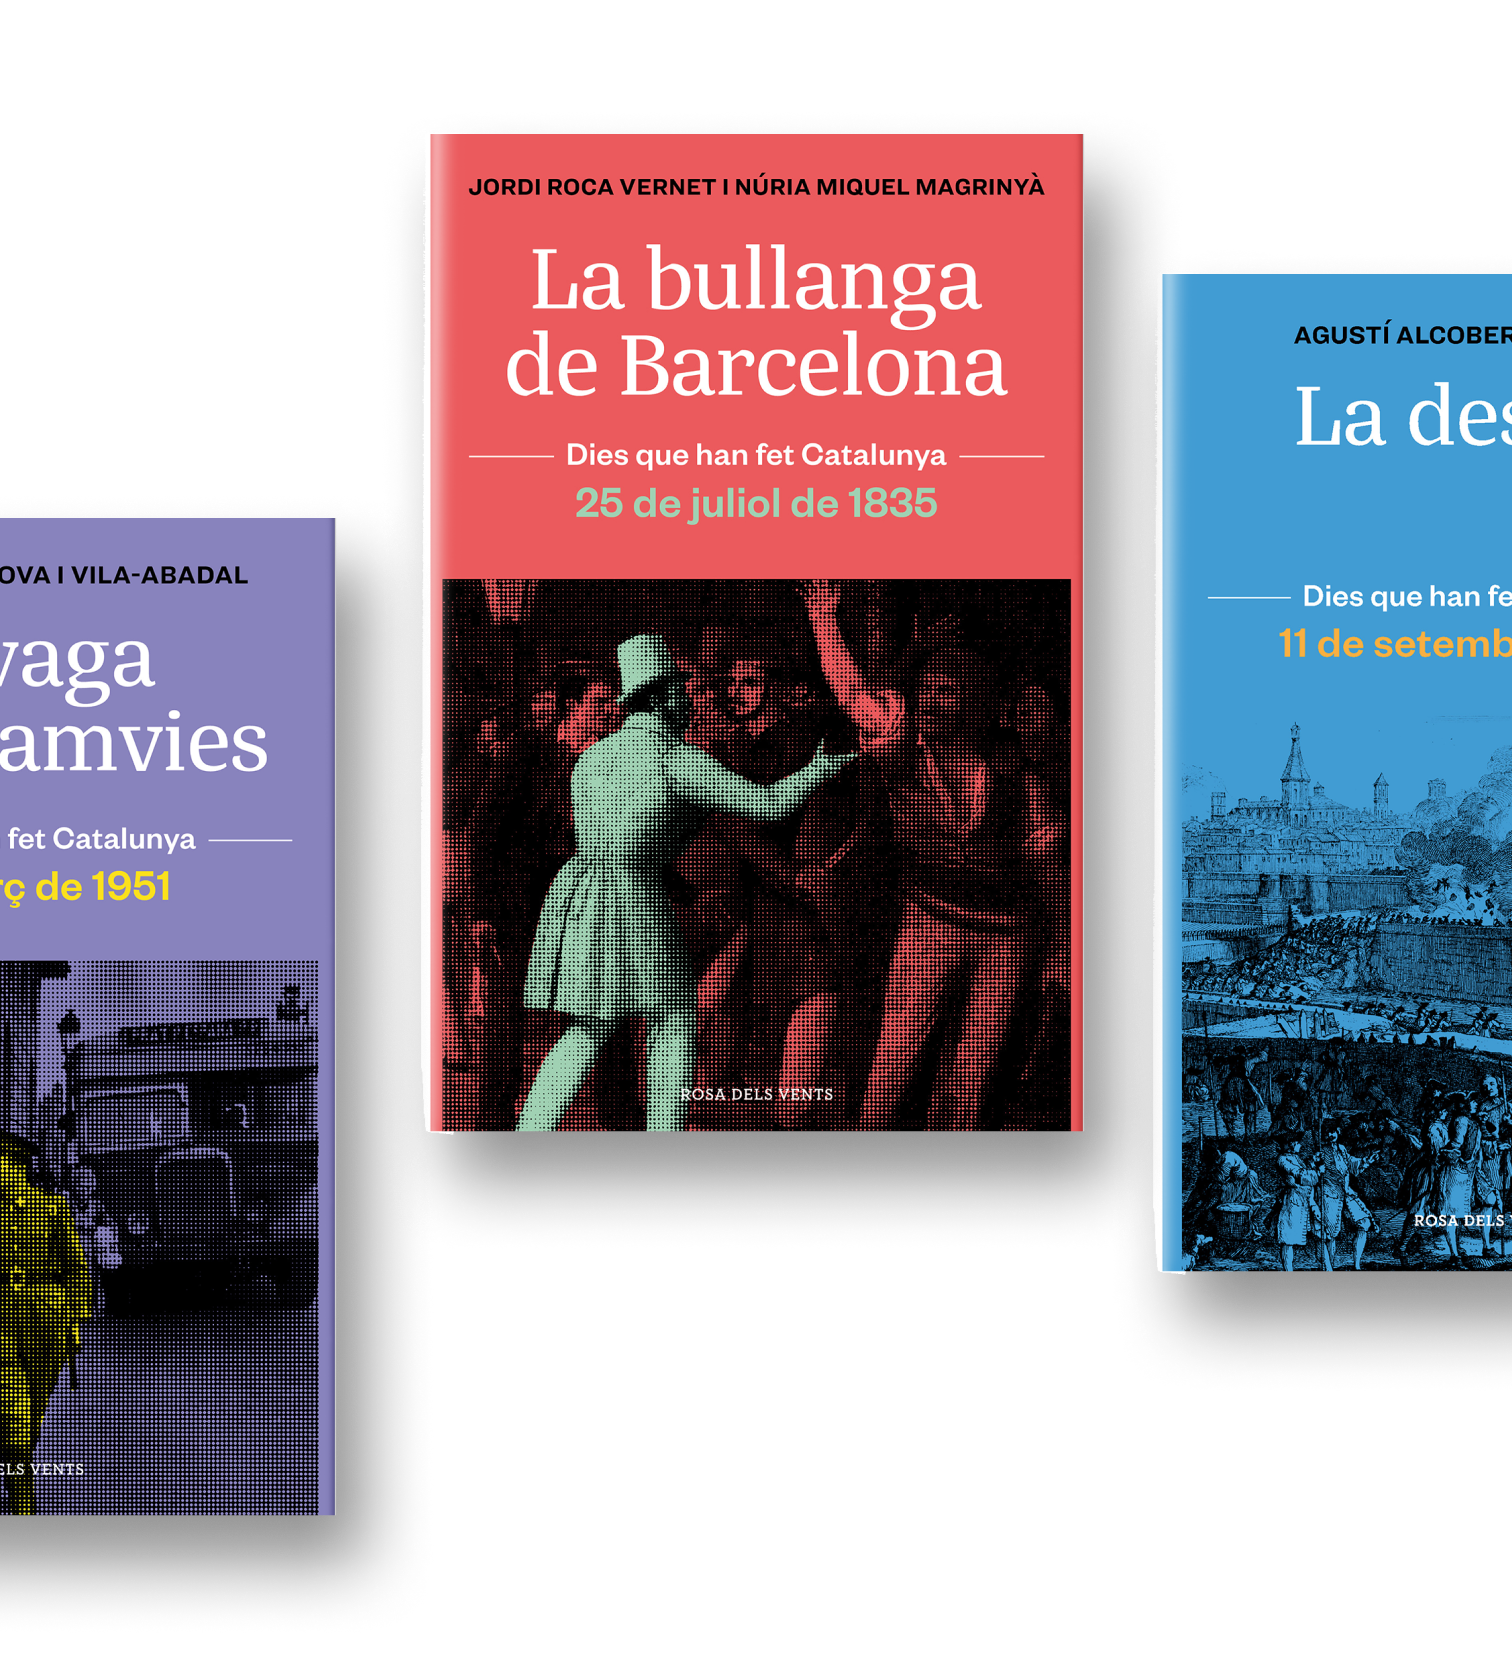 OVA I VILA-ABADAL
vaga
amvies
fet Catalunya
rç de 1951
ELS VENTS
JORDI ROCA VERNET I NÚRIA MIQUEL MAGRINYÀ
La bullanga
de Barcelona
Dies que han fet Catalunya
25 de juliol de 1835
ROSA DELS VENTS
AGUSTÍ ALCOBER
La des
Dies que han fe
11 de setemb
ROSA DELS